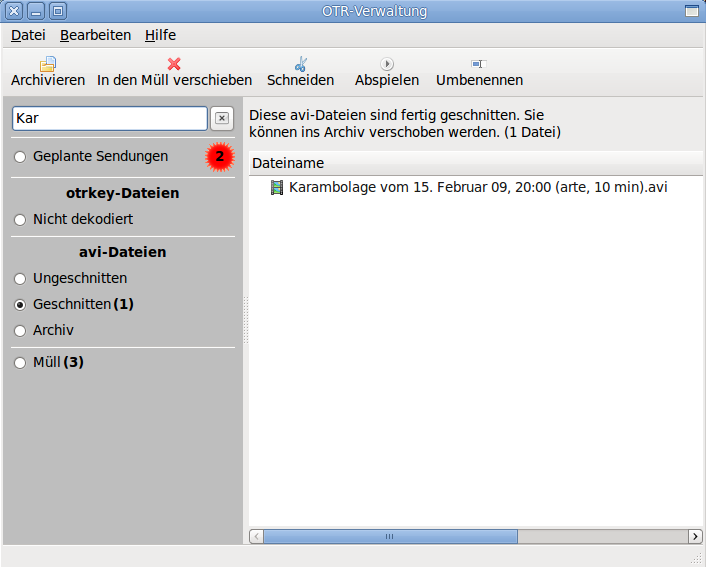 OTR-Verwaltung
Datei Bearbeiten Hilfe
Archivieren In den Müll verschieben Schneiden Abspielen Umbenennen
Kar
Geplante Sendungen 2
otrkey-Dateien
Nicht dekodiert
avi-Dateien
Ungeschnitten
Geschnitten (1)
Archiv
Müll (3)
Diese avi-Dateien sind fertig geschnitten. Sie
können ins Archiv verschoben werden. (1 Datei)
Dateiname
Karambolage vom 15. Februar 09, 20:00 (arte, 10 min).avi